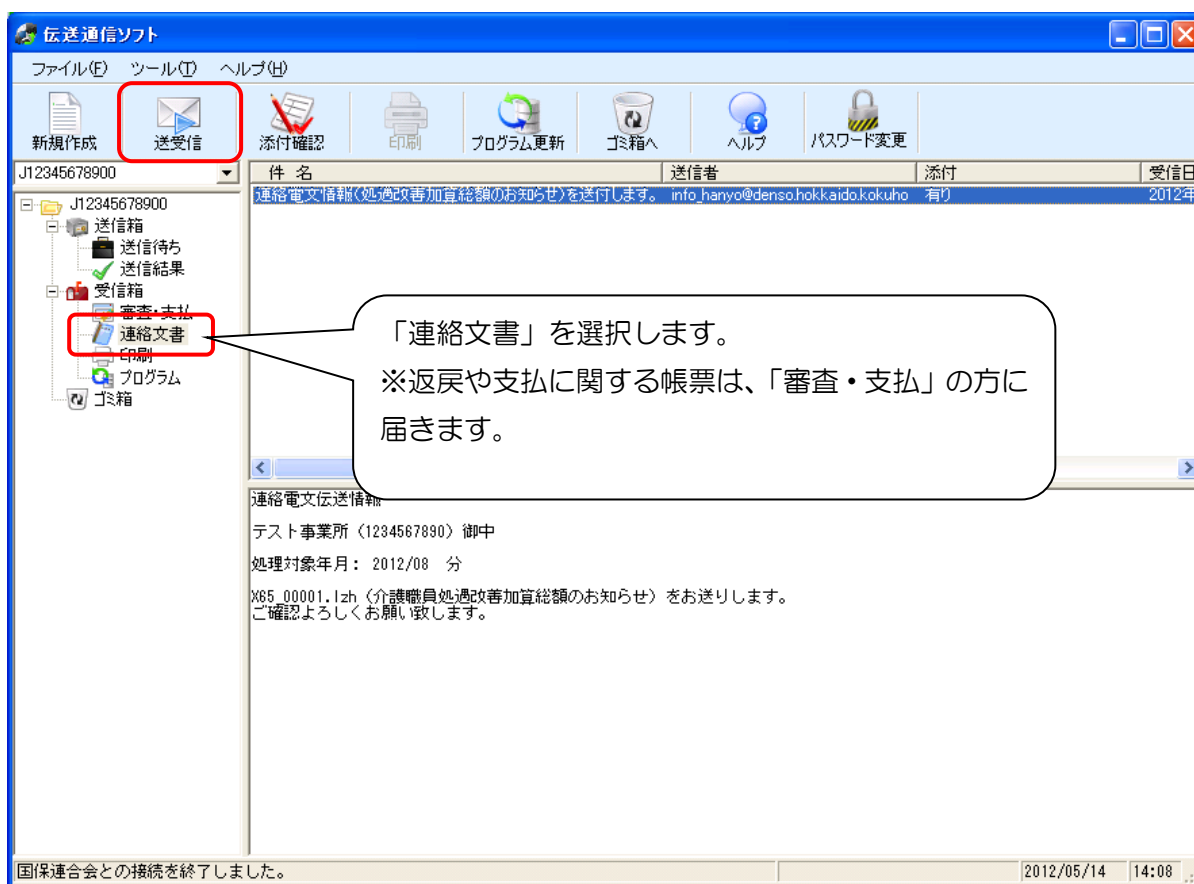 伝送通信ソフト
ファイル(F) ツール(T) ヘルプ(H)
新規作成 送受信 添付確認 印刷 プログラム更新 ゴミ箱へ ヘルプ パスワード変更
J12345678900
件 名 送信者 添付 受信日
連絡電文情報(処遇改善加算総額のお知らせ)を送付します。 info_hanyo@denso.hokkaido.kokuho 有り 2012年
J12345678900
送信箱
送信待ち
送信結果
受信箱
審査・支払
連絡文書
印刷
プログラム
ゴミ箱
「連絡文書」を選択します。
※返戻や支払に関する帳票は、「審査・支払」の方に
届きます。
連絡電文伝送情報
テスト事業所（1234567890）御中
処理対象年月： 2012/08 分
X65_00001.lzh（介護職員処遇改善加算総額のお知らせ）をお送りします。
ご確認よろしくお願い致します。
国保連合会との接続を終了しました。 2012/05/14 14:08